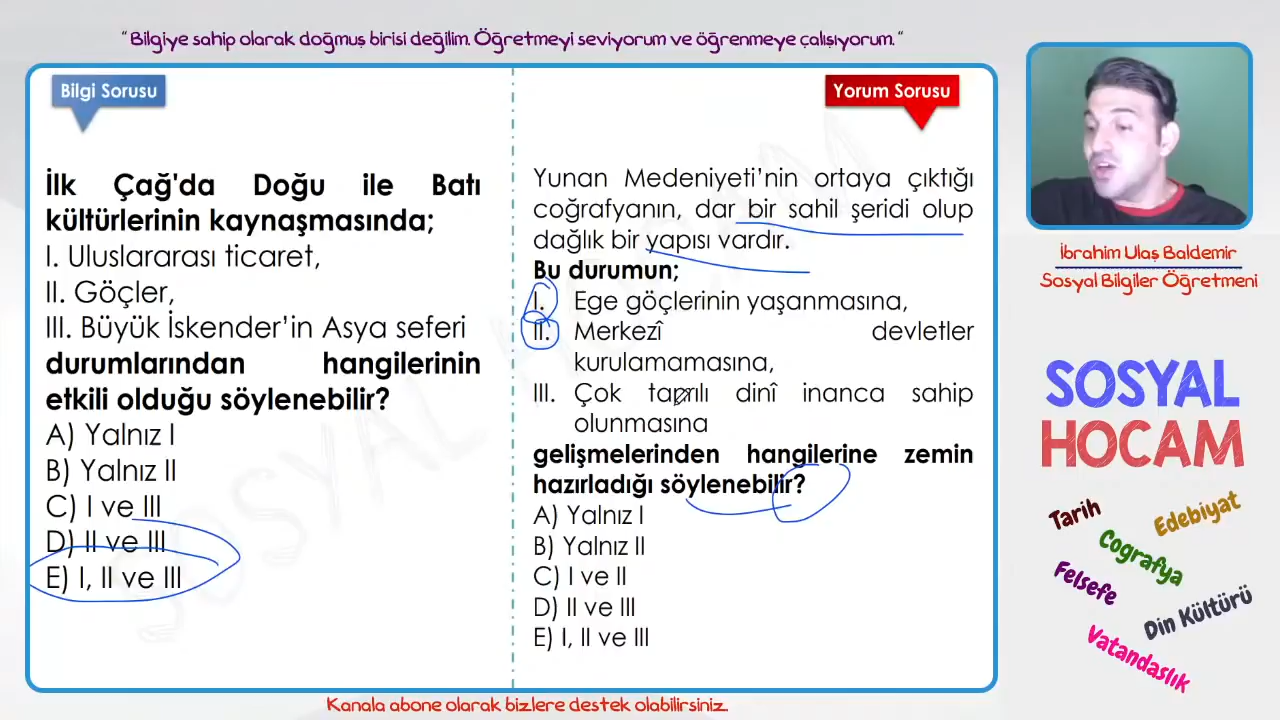 “ Bilgiye sahip olarak doğmuş birisi değilim. Öğretmeyi seviyorum ve öğrenmeye çalışıyorum. “
Bilgi Sorusu
İlk Çağ'da Doğu ile Batı
kültürlerinin kaynaşmasında;
I. Uluslararası ticaret,
II. Göçler,
III. Büyük İskender’in Asya seferi
durumlarından hangilerinin
etkili olduğu söylenebilir?
A) Yalnız I
B) Yalnız II
C) I ve III
D) II ve III
E) I, II ve III
Yorum Sorusu
Yunan Medeniyeti’nin ortaya çıktığı
coğrafyanın, dar bir sahil şeridi olup
dağlık bir yapısı vardır.
Bu durumun;
I. Ege göçlerinin yaşanmasına,
II. Merkezî devletler
kurulamamasına,
III. Çok tanrılı dinî inanca sahip
olunmasına
gelişmelerinden hangilerine zemin
hazırladığı söylenebilir?
A) Yalnız I
B) Yalnız II
C) I ve II
D) II ve III
E) I, II ve III
İbrahim Ulaş Baldemir
Sosyal Bilgiler Öğretmeni
SOSYAL
HOCAM
Tarih
Edebiyat
Coğrafya
Felsefe
Din Kültürü
Vatandaşlık
Kanala abone olarak bizlere destek olabilirsiniz.